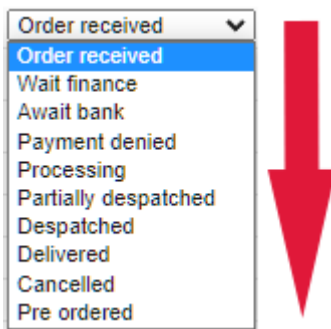 Order received
Order received
Wait finance
Await bank
Payment denied
Processing
Partially despatched
Despatched
Delivered
Cancelled
Pre ordered